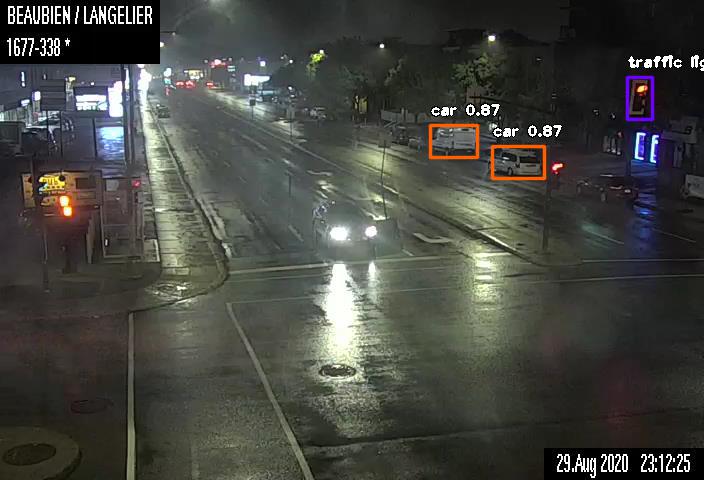 BEAUBIEN / LANGELIER
1677-338 *
traffic lig
car 0.87
car 0.87
29.Aug 2020 23:12:25